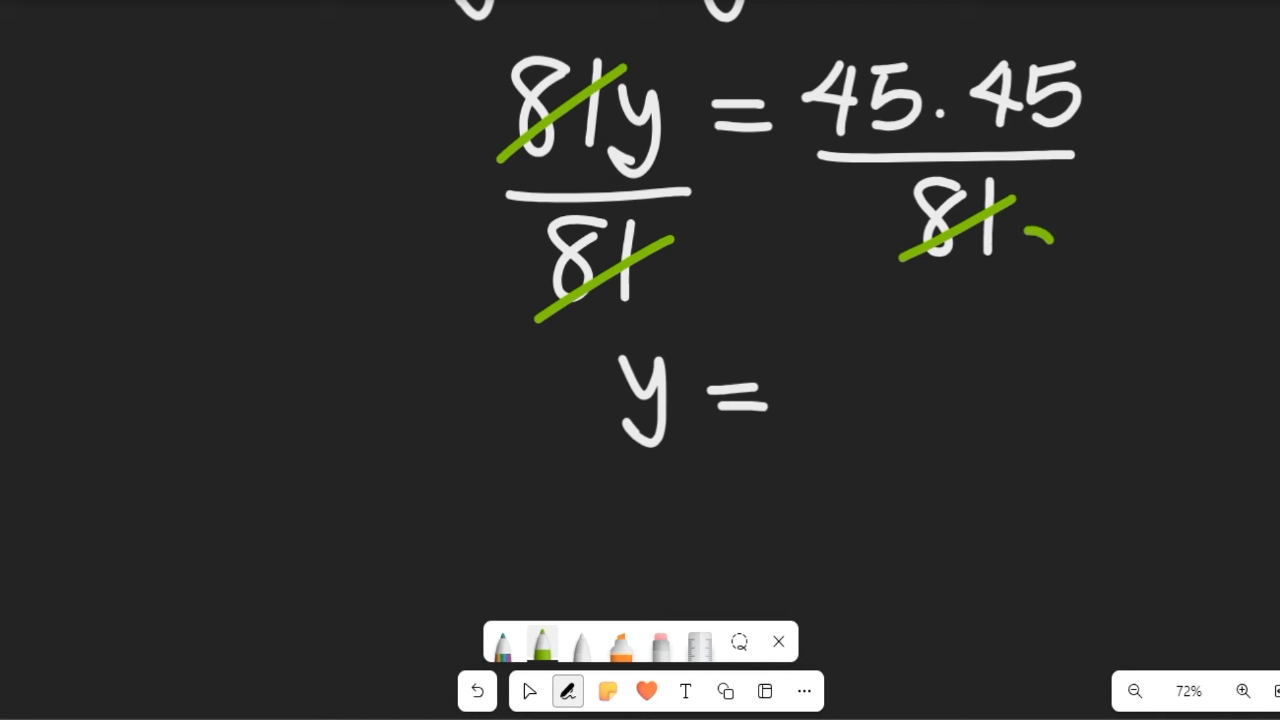 81y = 45.45
81 81
y =
72%